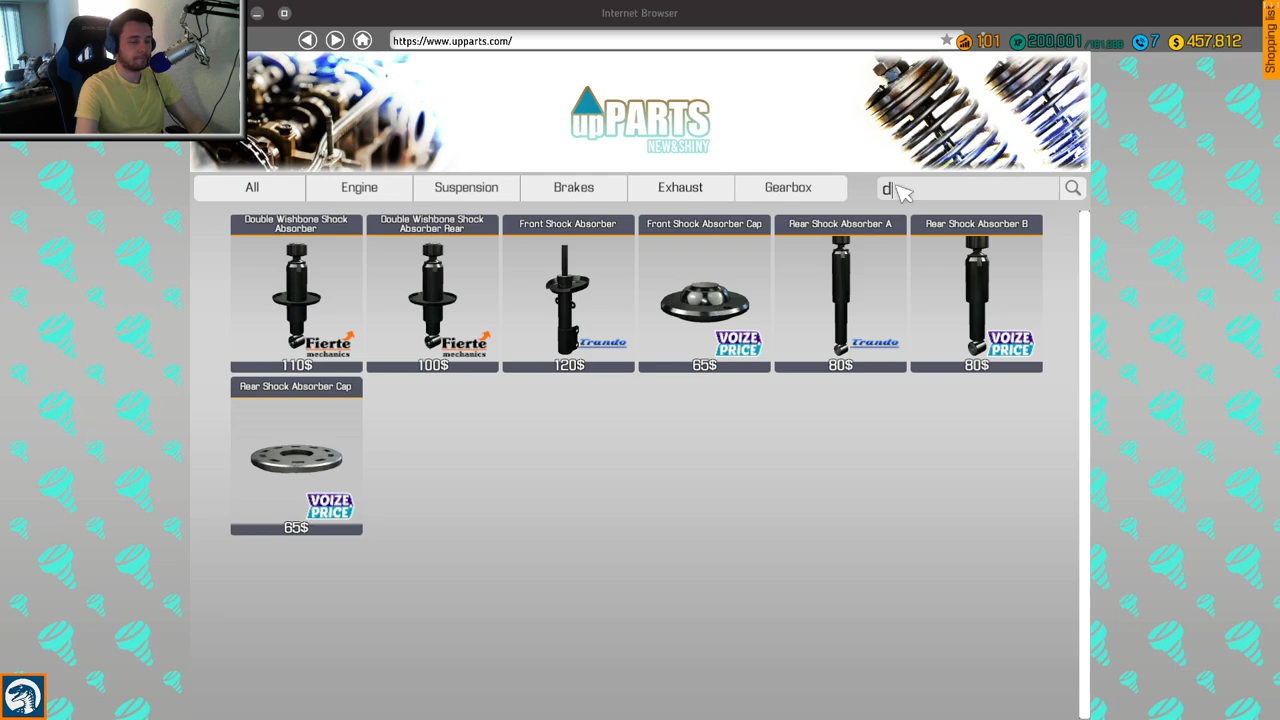 Internet Browser
https://www.upparts.com/
101
XP 200.001
7
$ 457,812
Shopping list
upPARTS
NEW&SHINY
All
Engine
Suspension
Brakes
Exhaust
Gearbox
d
Double Wishbone Shock Absorber
Fierte mechanics
110$
Double Wishbone Shock Absorber Rear
Fierte mechanics
100$
Front Shock Absorber
Trando
120$
Front Shock Absorber Cap
VOIZE PRICE
65$
Rear Shock Absorber A
Trando
80$
Rear Shock Absorber B
VOIZE PRICE
80$
Rear Shock Absorber Cap
VOIZE PRICE
65$